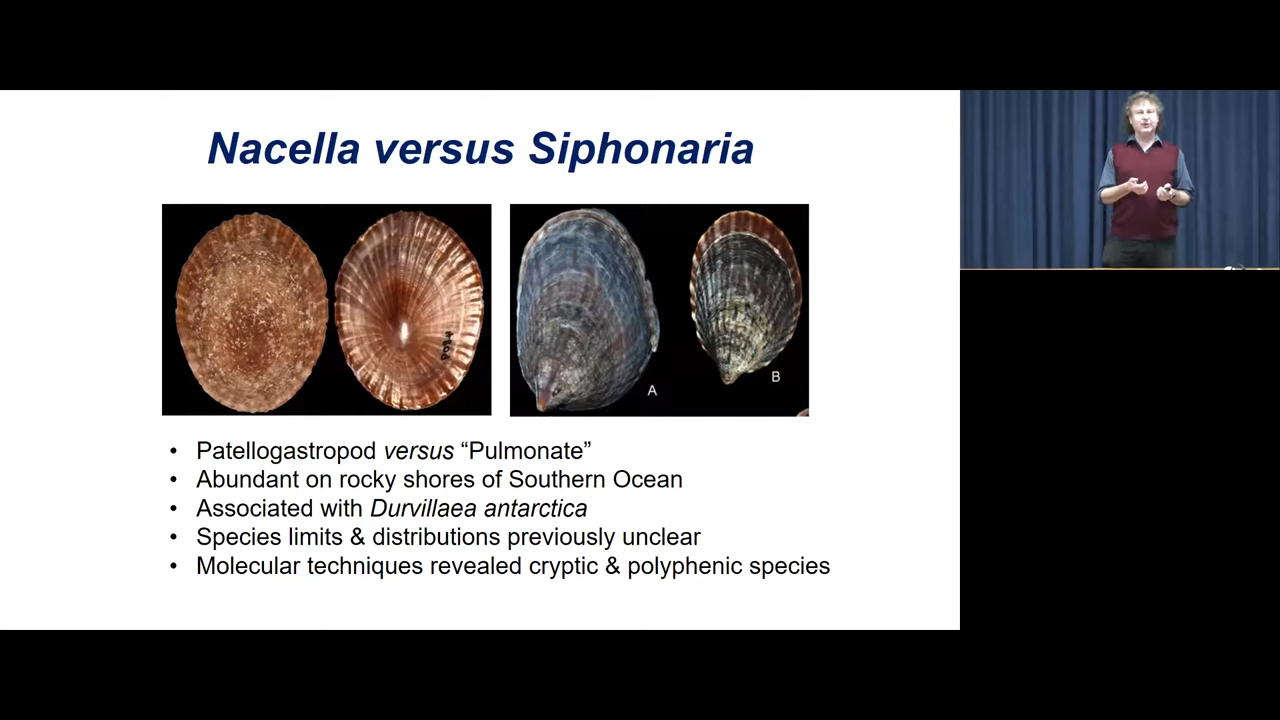 Nacella versus Siphonaria
P084
A
B
• Patellogastropod versus “Pulmonate”
• Abundant on rocky shores of Southern Ocean
• Associated with Durvillaea antarctica
• Species limits & distributions previously unclear
• Molecular techniques revealed cryptic & polyphenic species